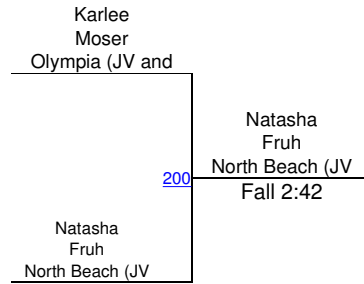 Karlee
Moser
Olympia (JV and
Natasha
Fruh
North Beach (JV
200
Fall 2:42
Natasha
Fruh
North Beach (JV